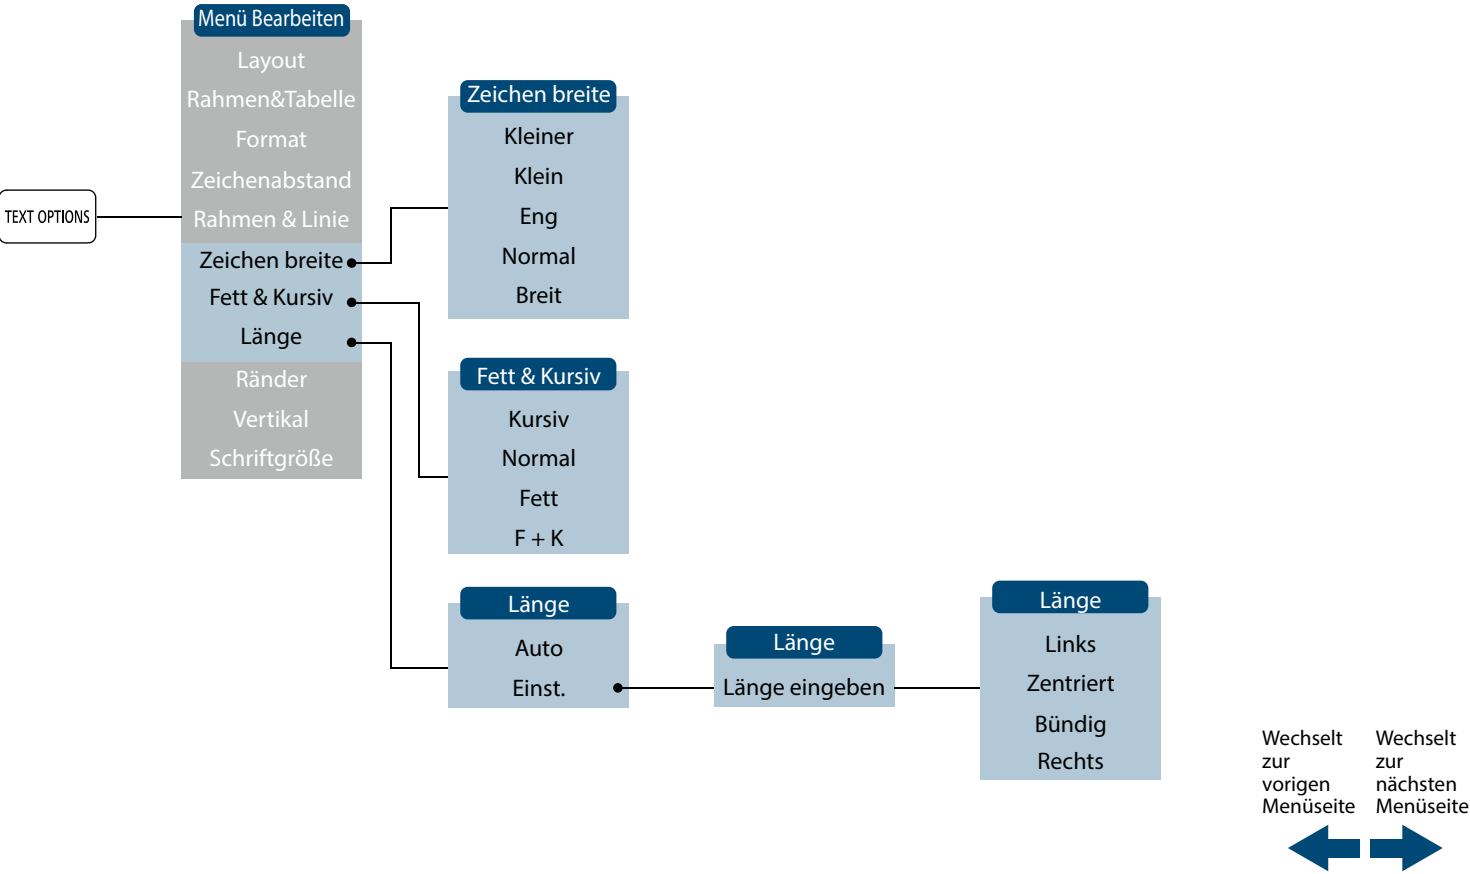 TEXT OPTIONS
Menü Bearbeiten
Layout
Rahmen&Tabelle
Format
Zeichenabstand
Rahmen & Linie
Zeichen breite
Fett & Kursiv
Länge
Ränder
Vertikal
Schriftgröße
Zeichen breite
Kleiner
Klein
Eng
Normal
Breit
Fett & Kursiv
Kursiv
Normal
Fett
F + K
Länge
Auto
Einst.
Länge
Länge eingeben
Länge
Links
Zentriert
Bündig
Rechts
Wechselt
zur
vorigen
Menüseite
Wechselt
zur
nächsten
Menüseite